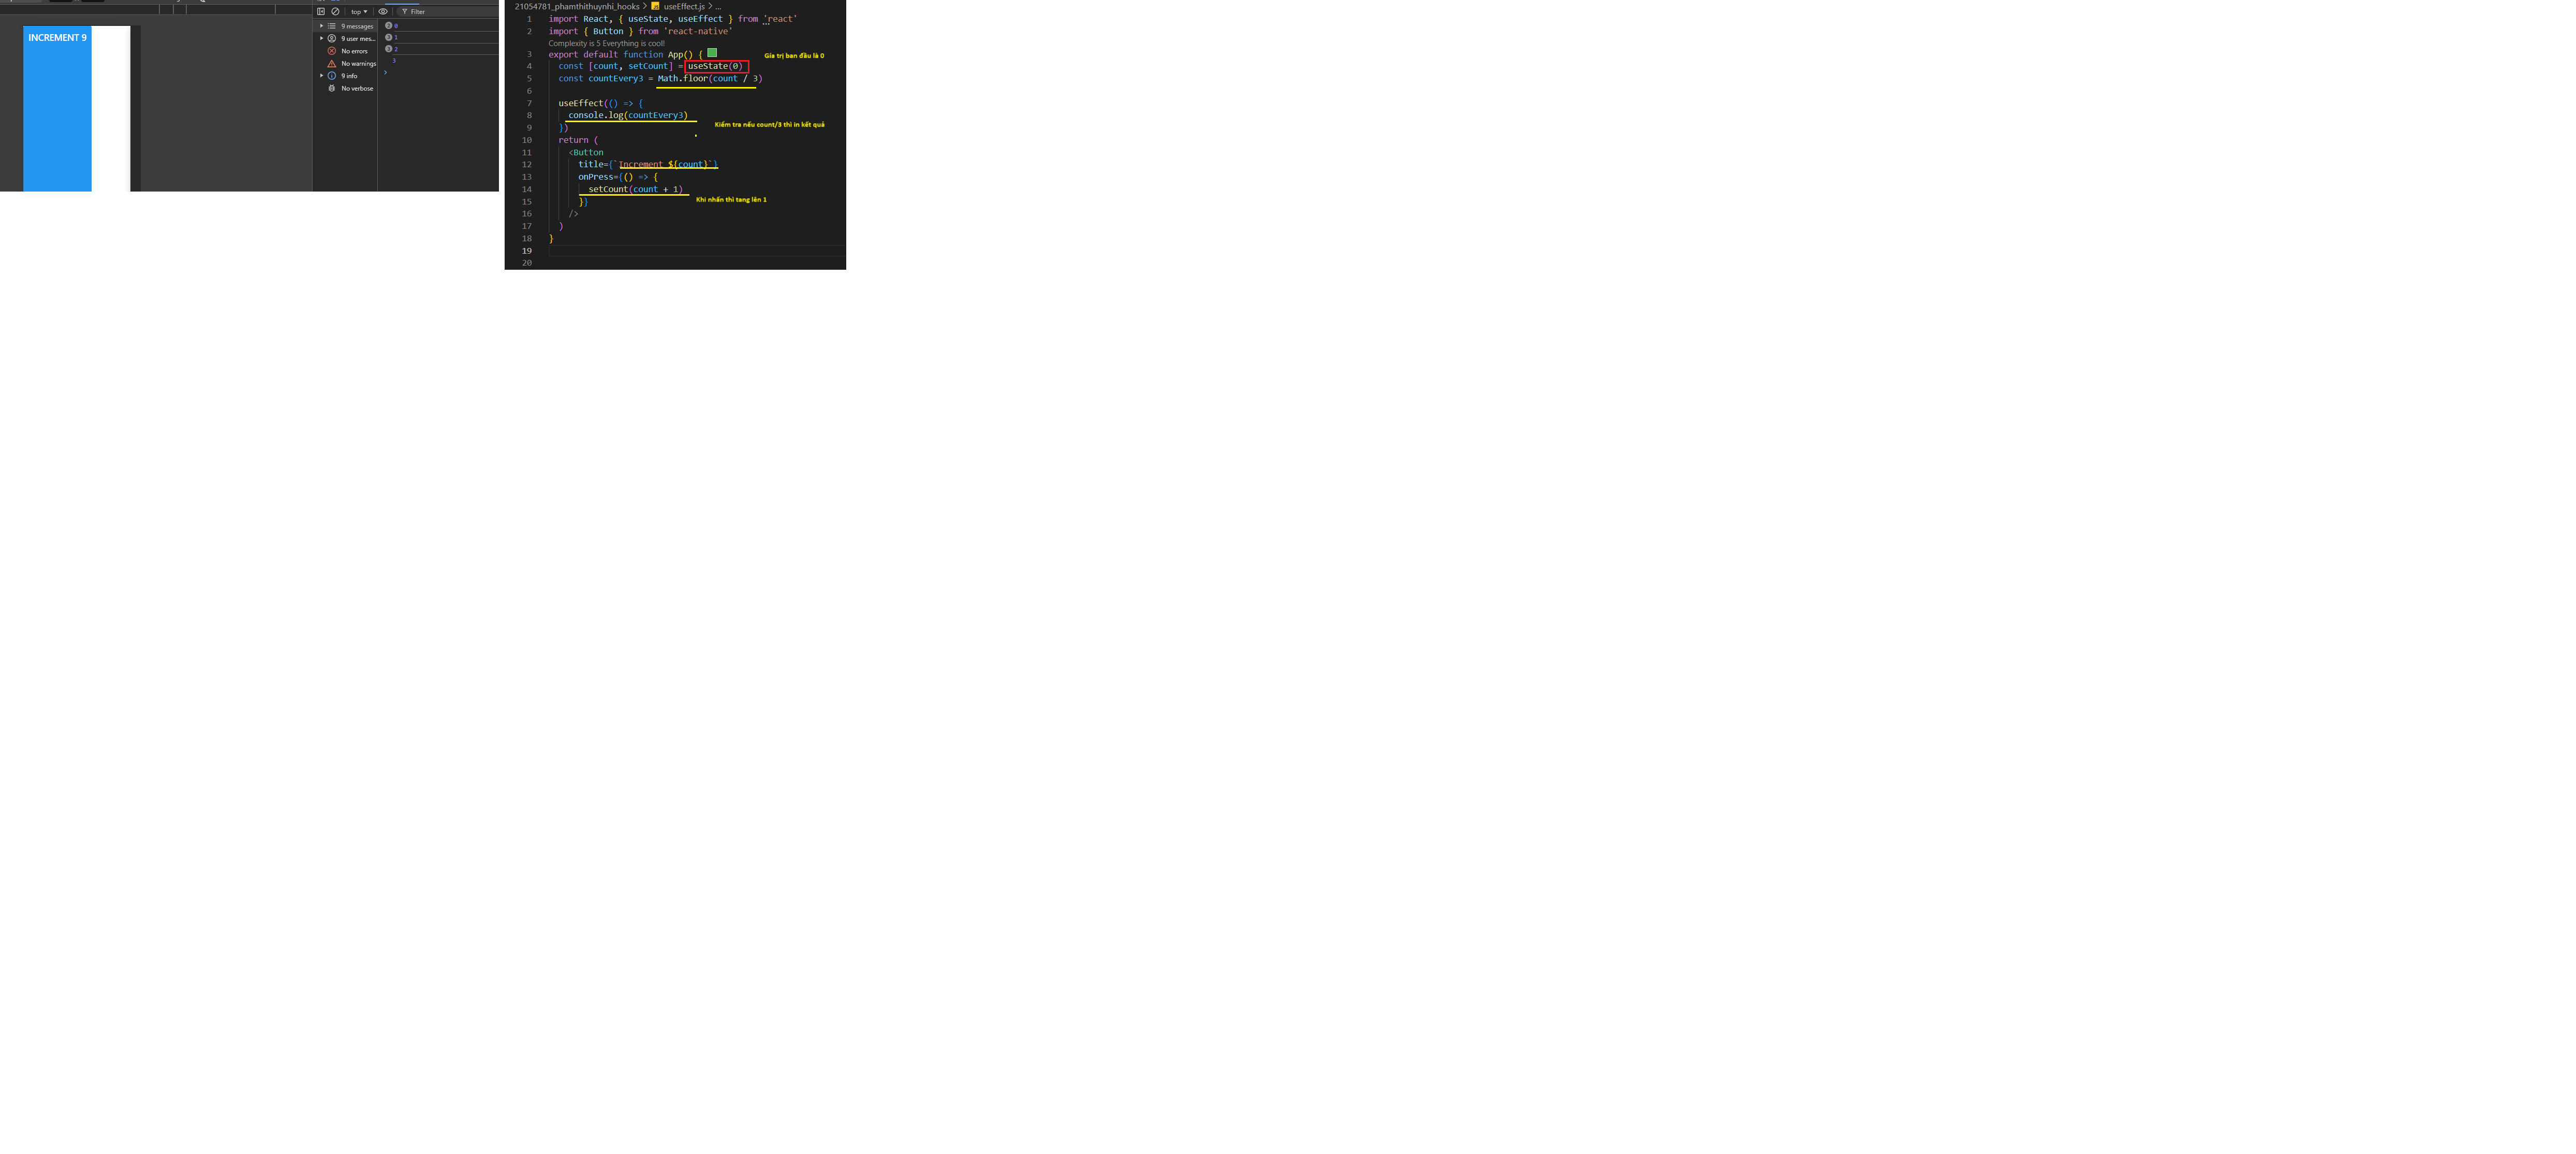 INCREMENT 9
top
Filter
9 messages
9 user mes...
No errors
No warnings
9 info
No verbose
2 0
3 1
3 2
3
>
21054781_phamthithuynhi_hooks > useEffect.js > ...
1 import React, { useState, useEffect } from 'react'
2 import { Button } from 'react-native'
Complexity is 5 Everything is cool!
3 export default function App() {
Gía trị ban đầu là 0
4 const [count, setCount] = useState(0)
5 const countEvery3 = Math.floor(count / 3)
6
7 useEffect(() => {
8 console.log(countEvery3)
Kiểm tra nếu count/3 thì in kết quả
9 })
10 return (
11 <Button
12 title={`Increment ${count}`}
13 onPress={() => {
14 setCount(count + 1)
Khi nhấn thì tang lên 1
15 }}
16 />
17 )
18 }
19
20